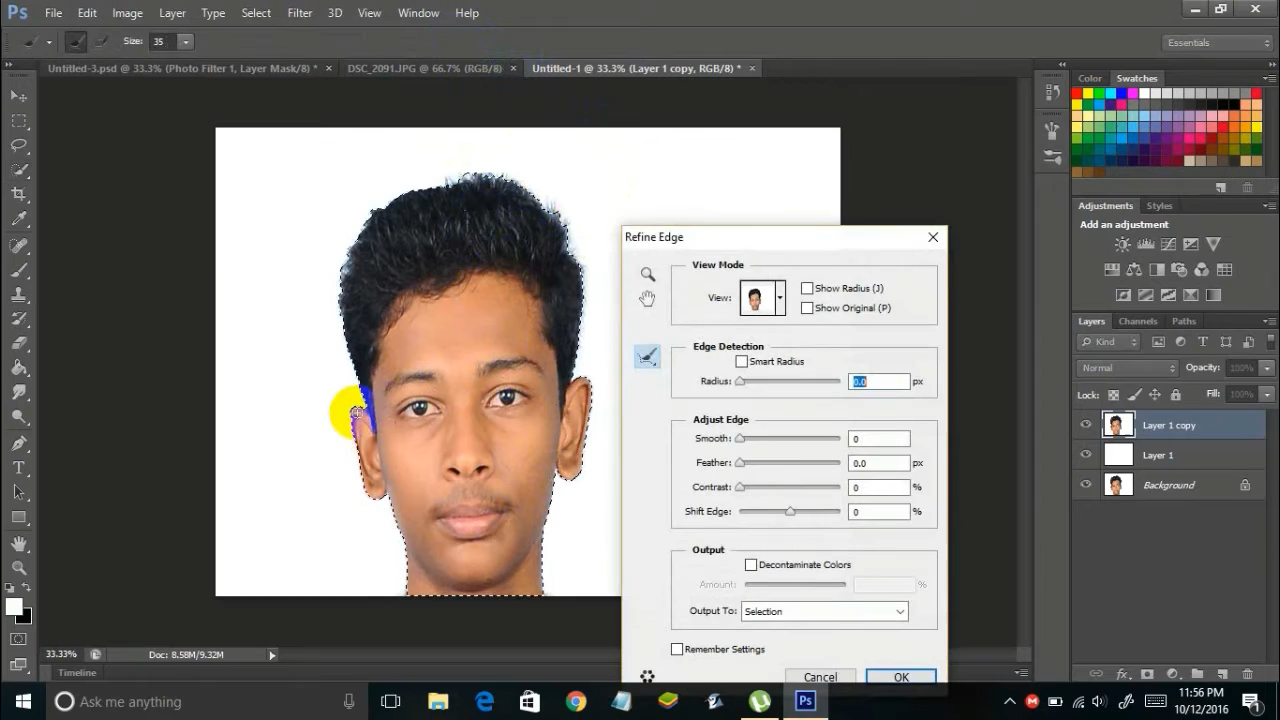 Ps File Edit Image Layer Type Select Filter 3D View Window Help
Size: 35 Essentials
Untitled-3.psd @ 33.3% (Photo Filter 1, Layer Mask/8) * × DSC_2091.JPG @ 66.7% (RGB/8) × Untitled-1 @ 33.3% (Layer 1 copy, RGB/8) * ×
Color Swatches
Adjustments Styles
Add an adjustment
Layers Channels Paths
Kind
Normal Opacity: 100%
Lock: Fill: 100%
Layer 1 copy
Layer 1
Background
Refine Edge
View Mode
View: Show Radius (J)
Show Original (P)
Edge Detection
Smart Radius
Radius: 0.0 px
Adjust Edge
Smooth: 0
Feather: 0.0 px
Contrast: 0 %
Shift Edge: 0 %
Output
Decontaminate Colors
Amount: %
Output To: Selection
Remember Settings
Cancel OK
33.33% Doc: 8.58M/9.32M
Timeline
Ask me anything
Ps
11:56 PM
10/12/2016